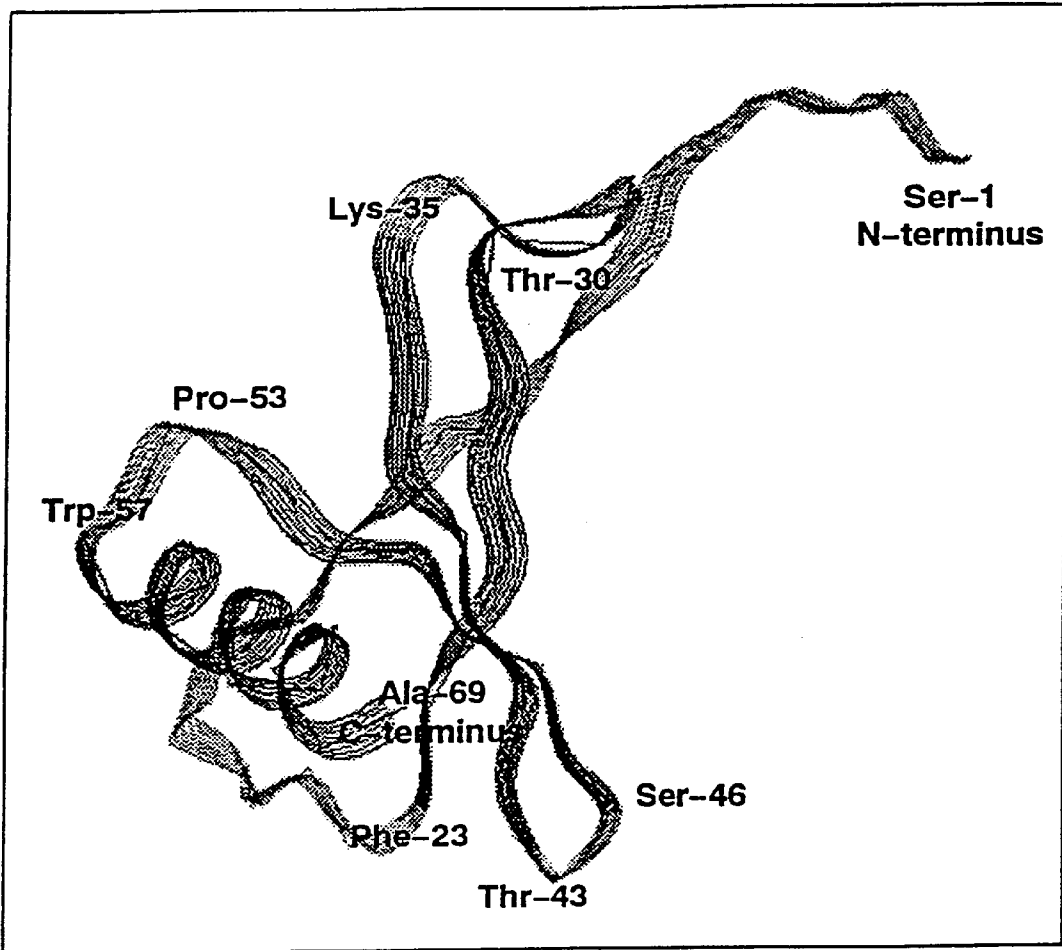 Ser-1
N-terminus
Lys-35
Thr-30
Pro-53
Trp-57
Ala-69
C-terminus
Ser-46
Phe-23
Thr-43